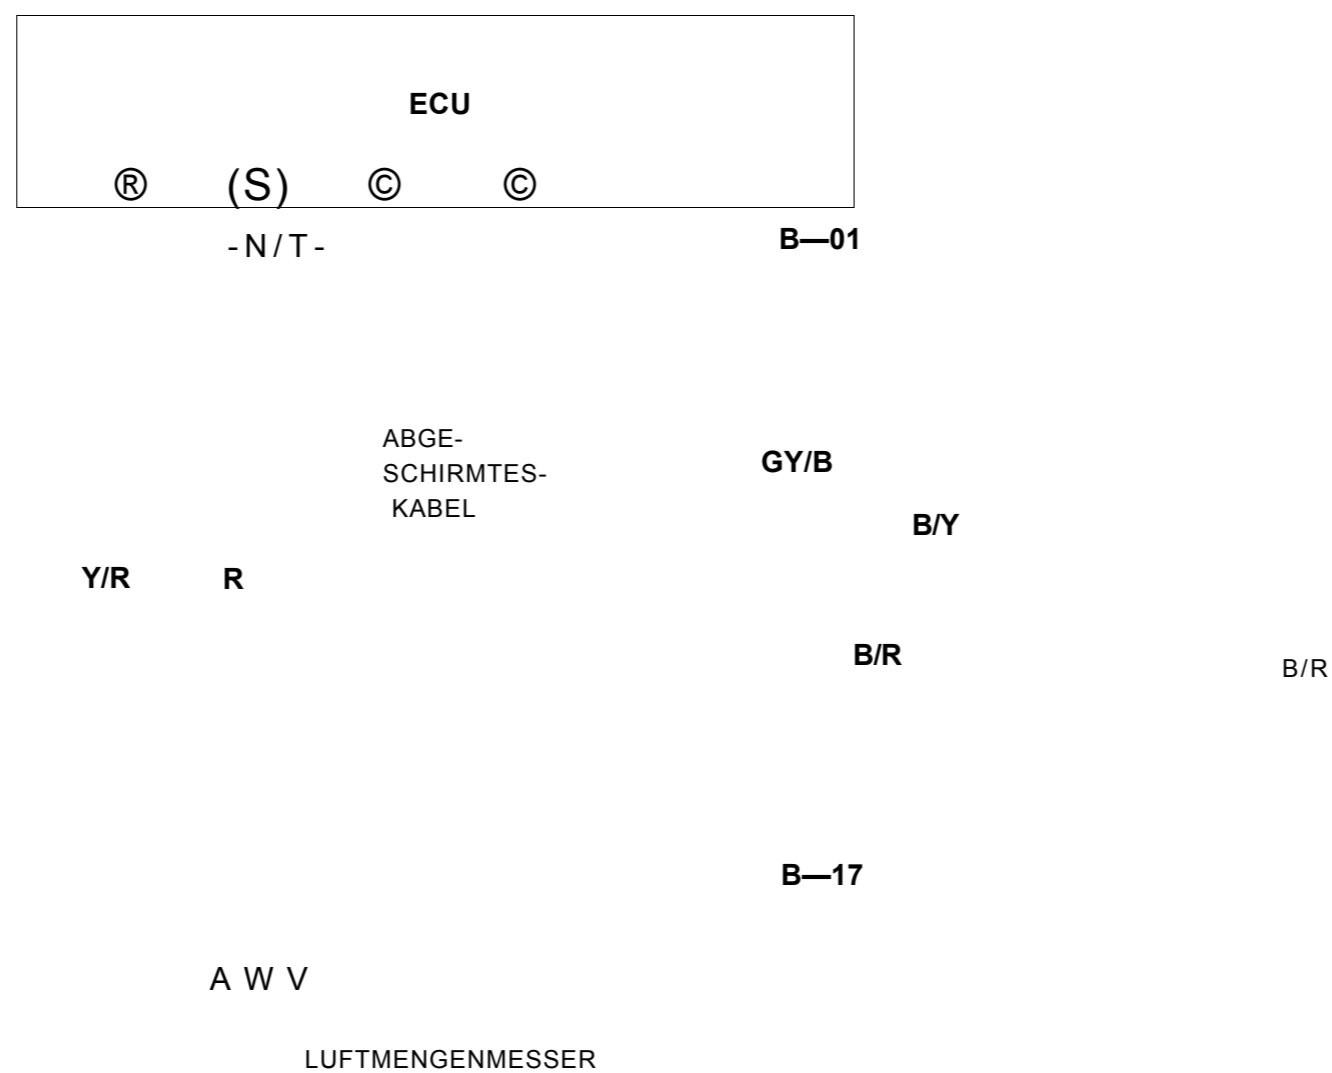 ECU
® (S) © ©
-N/T-
B—01
ABGE-
SCHIRMTES-
KABEL
GY/B
B/Y
Y/R R
B/R
B/R
B—17
A W V
LUFTMENGENMESSER